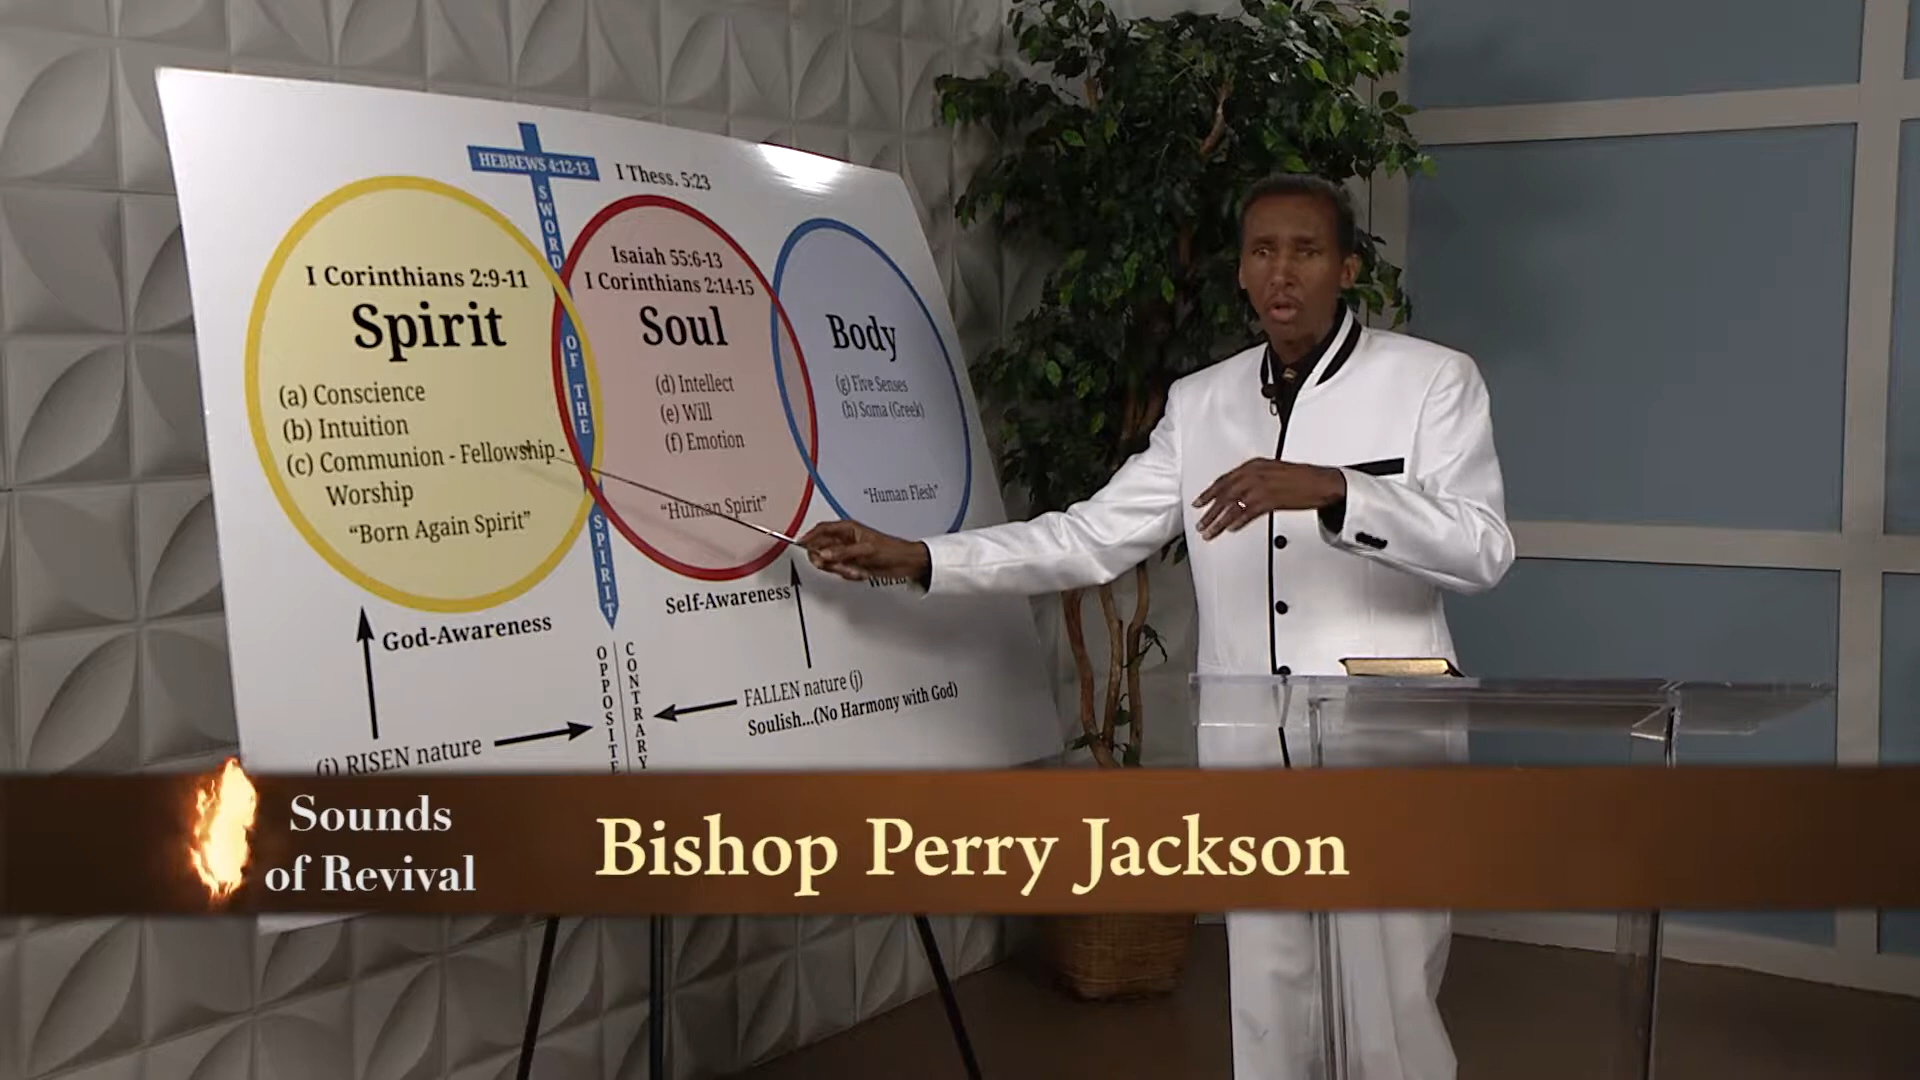 HEBREWS 4:12-13
I Thess. 5:23
SWORD OF THE SPIRIT
I Corinthians 2:9-11
Spirit
(a) Conscience
(b) Intuition
(c) Communion - Fellowship -
Worship
"Born Again Spirit"
God-Awareness
Isaiah 55:6-13
I Corinthians 2:14-15
Soul
(d) Intellect
(e) Will
(f) Emotion
"Human Spirit"
Self-Awareness
Body
(g) Five Senses
(h) Soma (Greek)
"Human Flesh"
World
(i) RISEN nature
OPPOSITE
CONTRARY
FALLEN nature (j)
Soulish...(No Harmony with God)
Sounds
of Revival
Bishop Perry Jackson